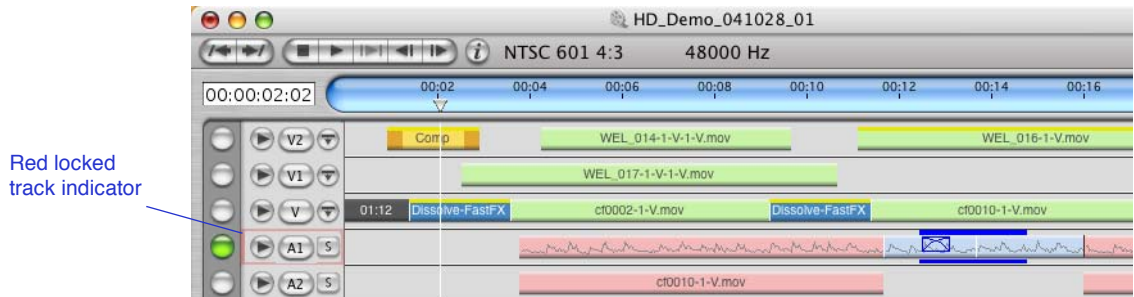 HD_Demo_041028_01
NTSC 601 4:3 48000 Hz
00:00:02:02
00:02 00:04 00:06 00:08 00:10 00:12 00:14 00:16
V2 Comp WEL_014-1-V-1-V.mov WEL_016-1-V-1-V.mov
V1 WEL_017-1-V-1-V.mov
Red locked
track indicator
V 01:12 Dissolve-FastFX cf0002-1-V.mov Dissolve-FastFX cf0010-1-V.mov
A1 S
A2 S cf0010-1-V.mov